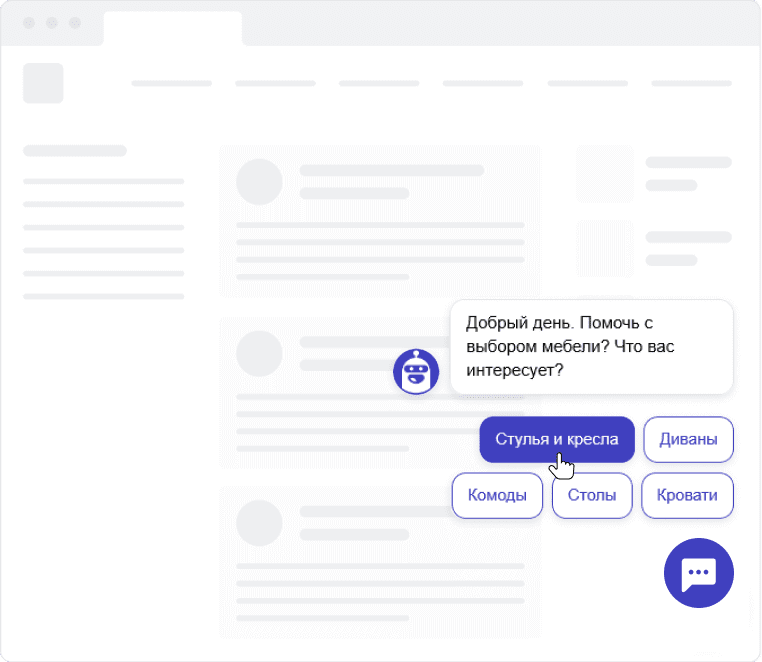 Добрый день. Помочь с
выбором мебели? Что вас
интересует?
Стулья и кресла
Диваны
Комоды
Столы
Кровати